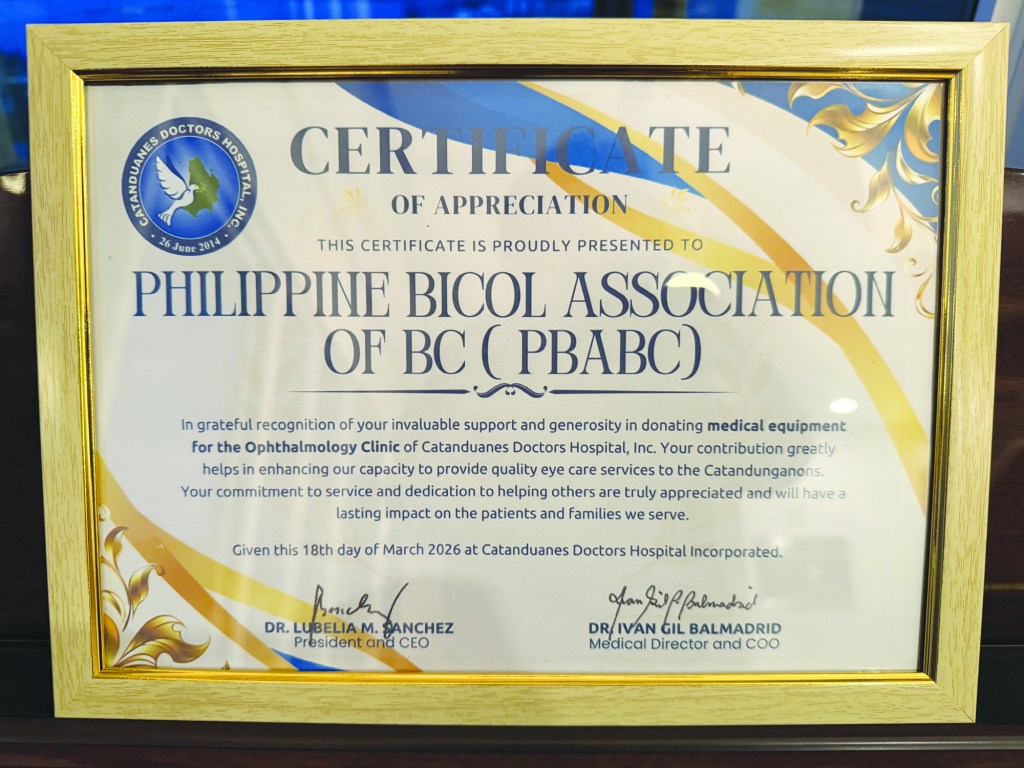 CATANDUANES DOCTORS HOSPITAL, INC.
26 June 2014
CERTIFICATE
OF APPRECIATION
THIS CERTIFICATE IS PROUDLY PRESENTED TO
PHILIPPINE BICOL ASSOCIATION
OF BC ( PBABC)
In grateful recognition of your invaluable support and generosity in donating medical equipment
for the Ophthalmology Clinic of Catanduanes Doctors Hospital, Inc. Your contribution greatly
helps in enhancing our capacity to provide quality eye care services to the Catandunganons.
Your commitment to service and dedication to helping others are truly appreciated and will have a
lasting impact on the patients and families we serve.
Given this 18th day of March 2026 at Catanduanes Doctors Hospital Incorporated.
DR. LUBELIA M. SANCHEZ
President and CEO
Ivan Gil P Balmadrid
DR. IVAN GIL BALMADRID
Medical Director and COO